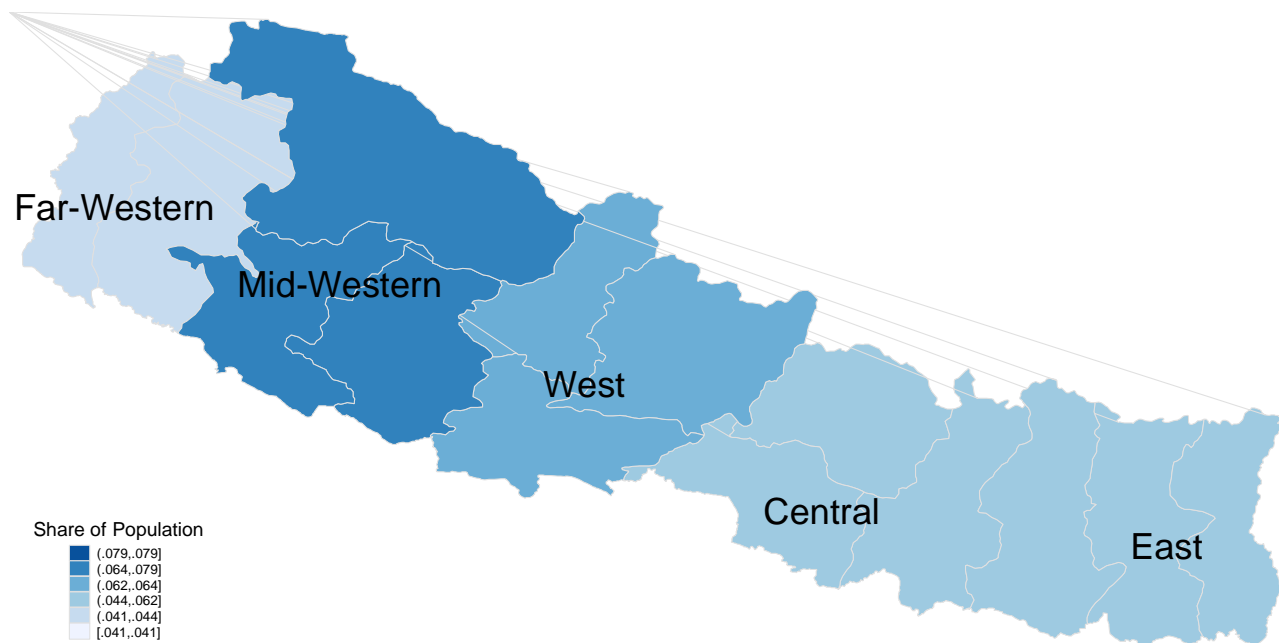 Far-Western
Mid-Western
West
Central
East
Share of Population
(.079,.079]
(.064,.079]
(.062,.064]
(.044,.062]
(.041,.044]
[.041,.041]